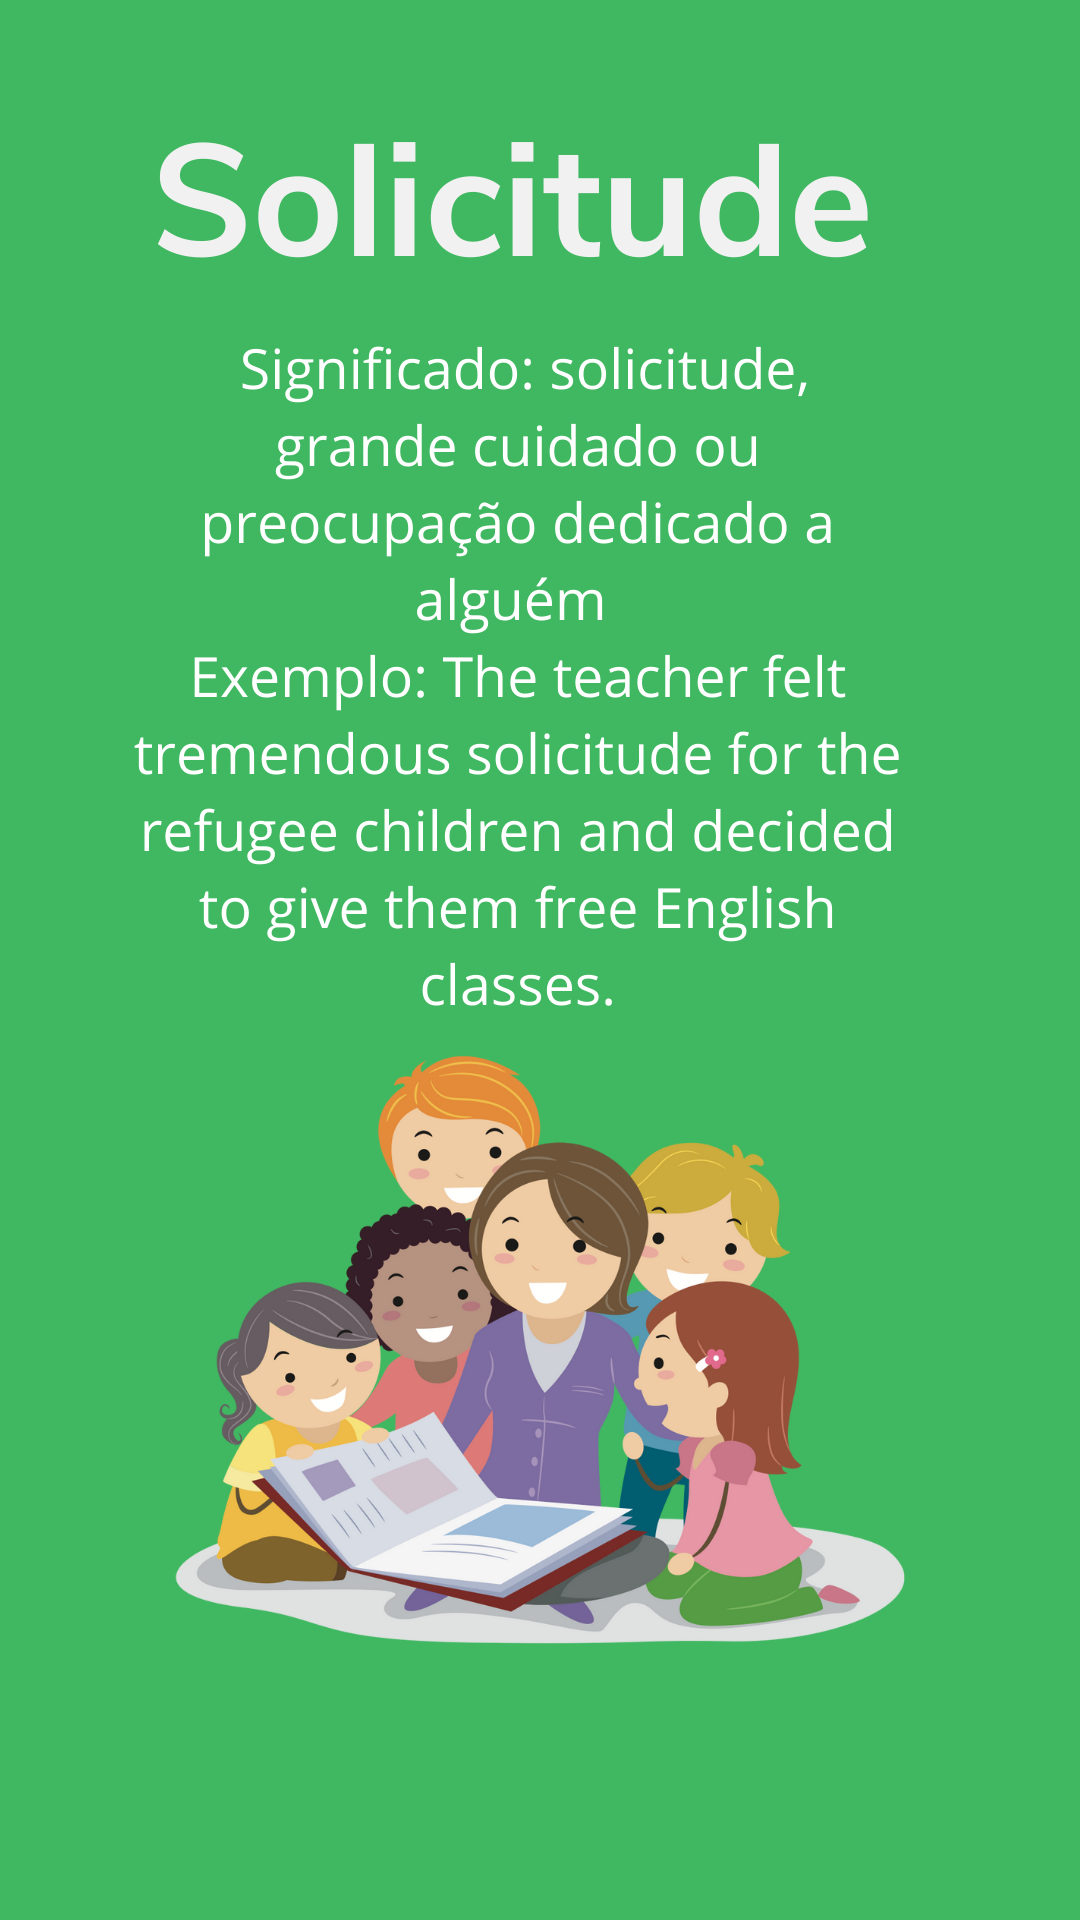 Solicitude
Significado: solicitude,
grande cuidado ou
preocupação dedicado a
alguém
Exemplo: The teacher felt
tremendous solicitude for the
refugee children and decided
to give them free English
classes.